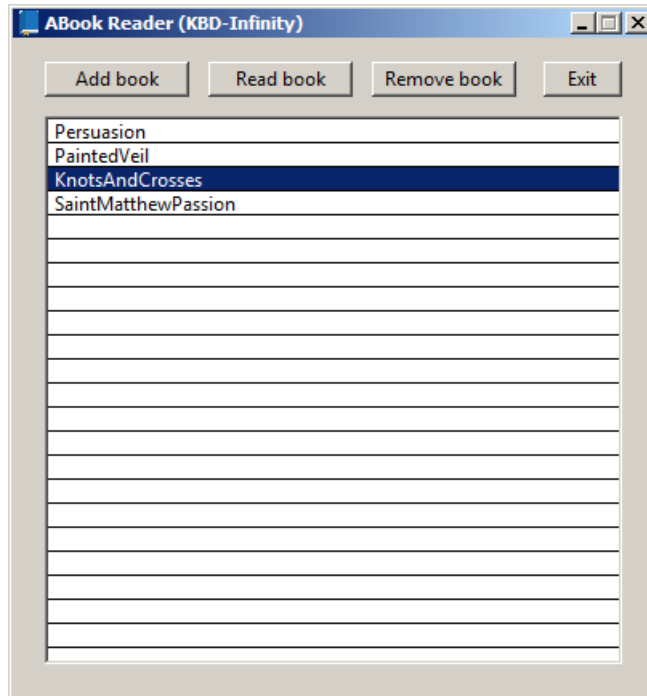 ABook Reader (KBD-Infinity)
Add book Read book Remove book Exit
Persuasion
PaintedVeil
KnotsAndCrosses
SaintMatthewPassion